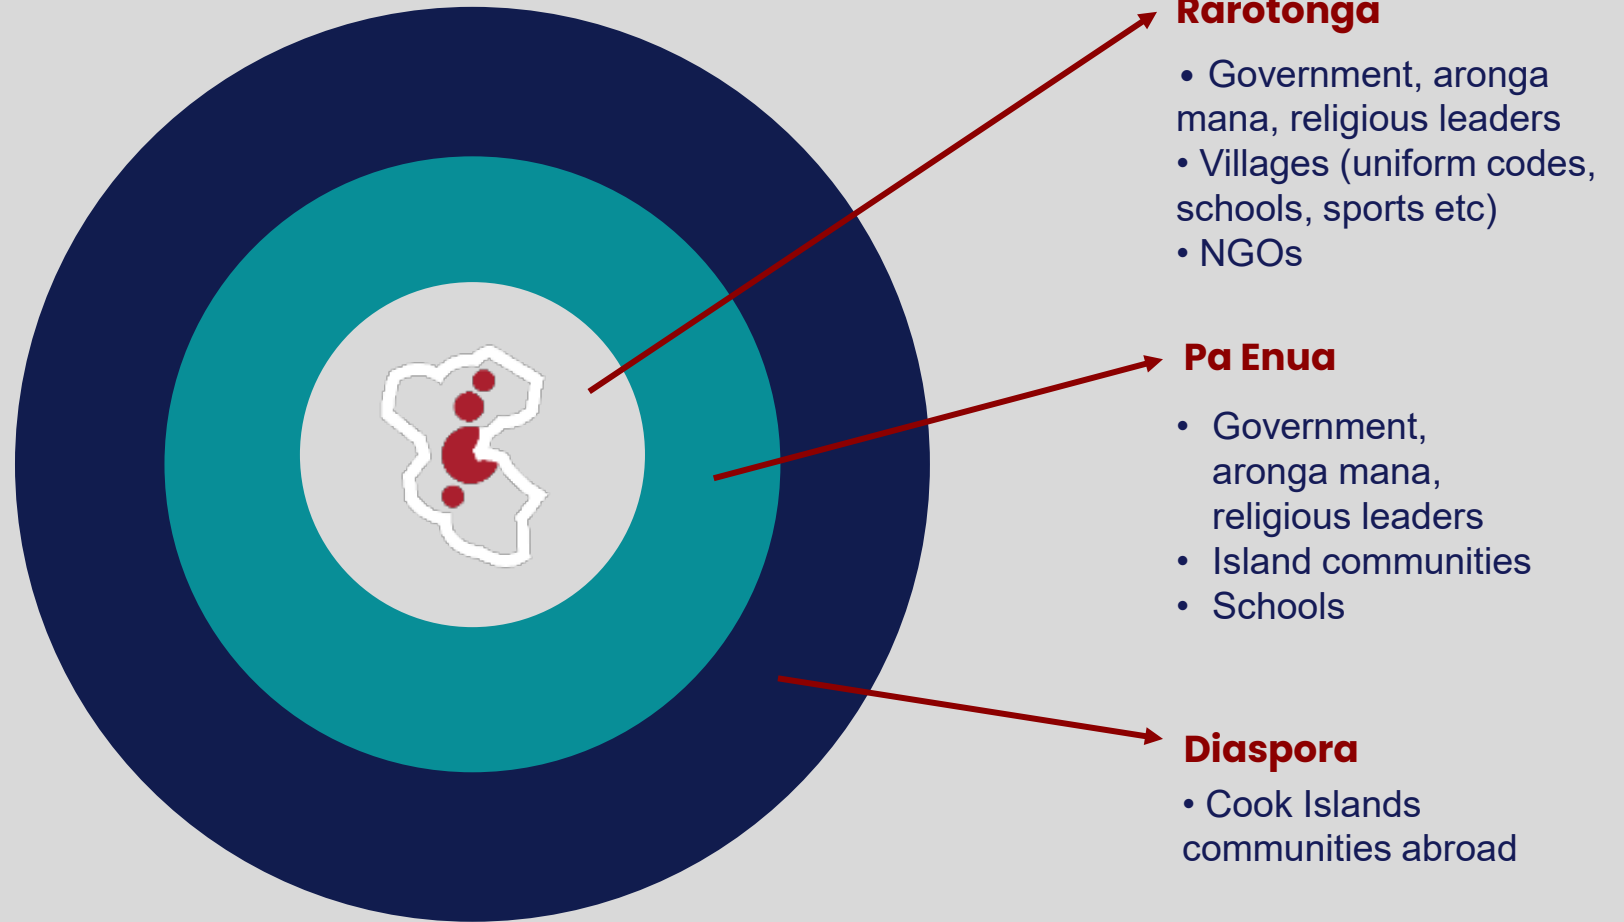 Rarotonga
• Government, aronga
mana, religious leaders
• Villages (uniform codes,
schools, sports etc)
• NGOs
Pa Enua
• Government,
aronga mana,
religious leaders
• Island communities
• Schools
Diaspora
• Cook Islands
communities abroad